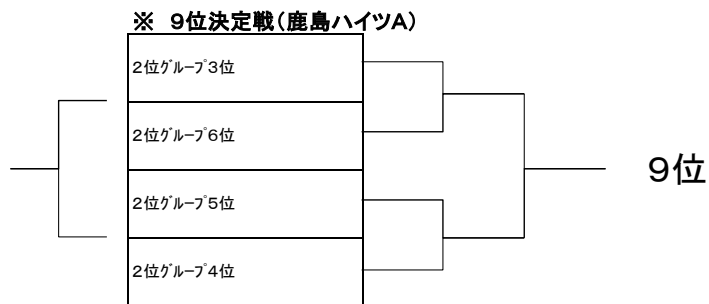 ※ 9位決定戦(鹿島ハイツA)
2位グループ3位
2位グループ6位
2位グループ5位
2位グループ4位
9位